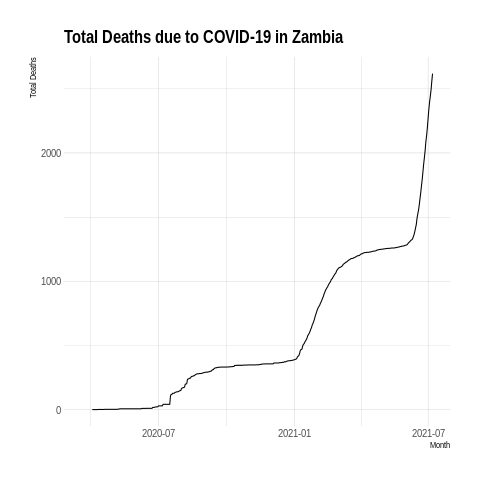 Total Deaths due to COVID-19 in Zambia
Total Deaths
2000
1000
0
2020-07
2021-01
2021-07
Month